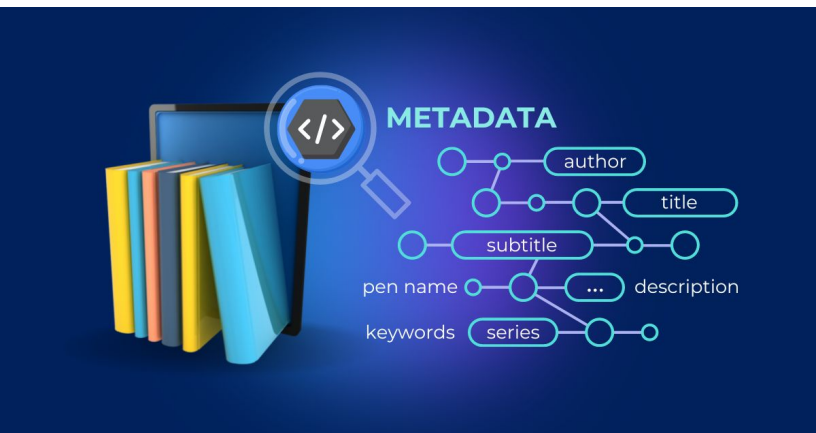 </>
METADATA
author
title
subtitle
pen name ... description
keywords series